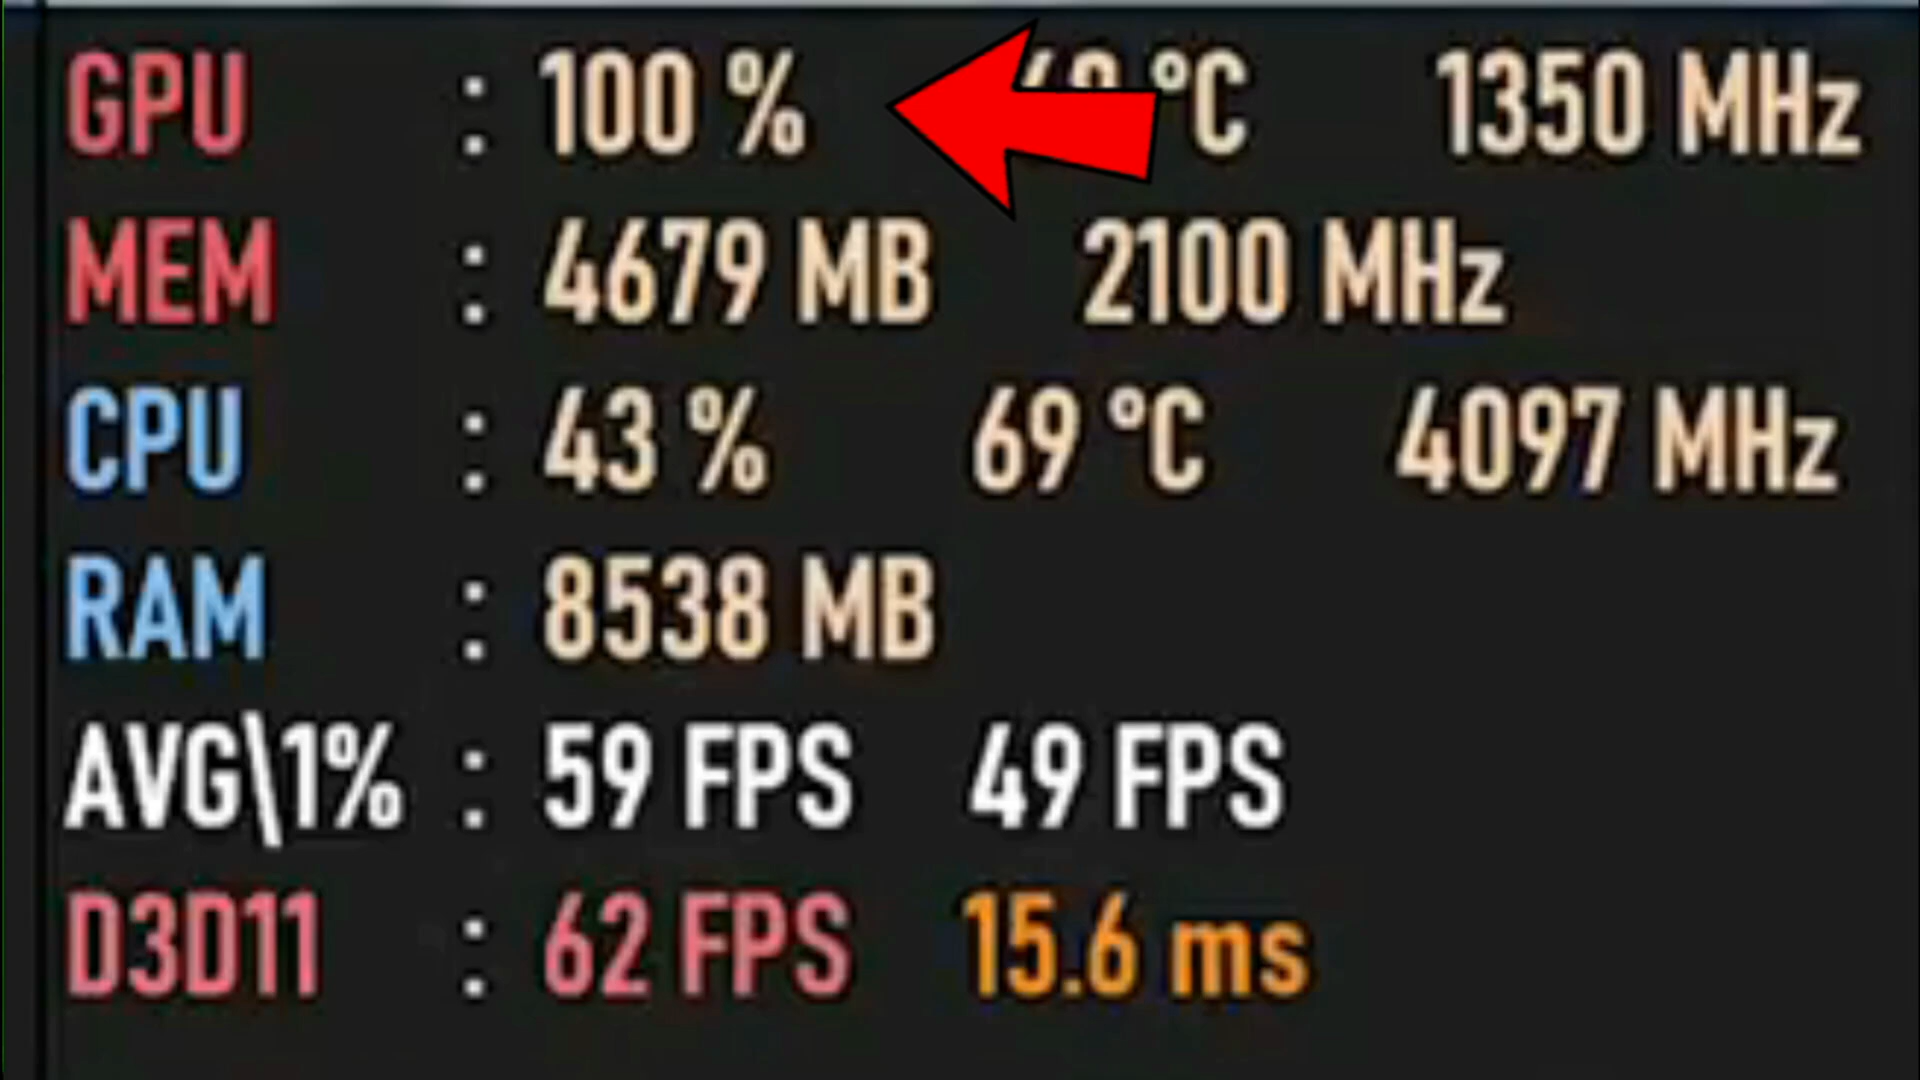 GPU : 100 % °C 1350 MHz
MEM : 4679 MB 2100 MHz
CPU : 43 % 69 °C 4097 MHz
RAM : 8538 MB
AVG\1% : 59 FPS 49 FPS
D3D11 : 62 FPS 15.6 ms